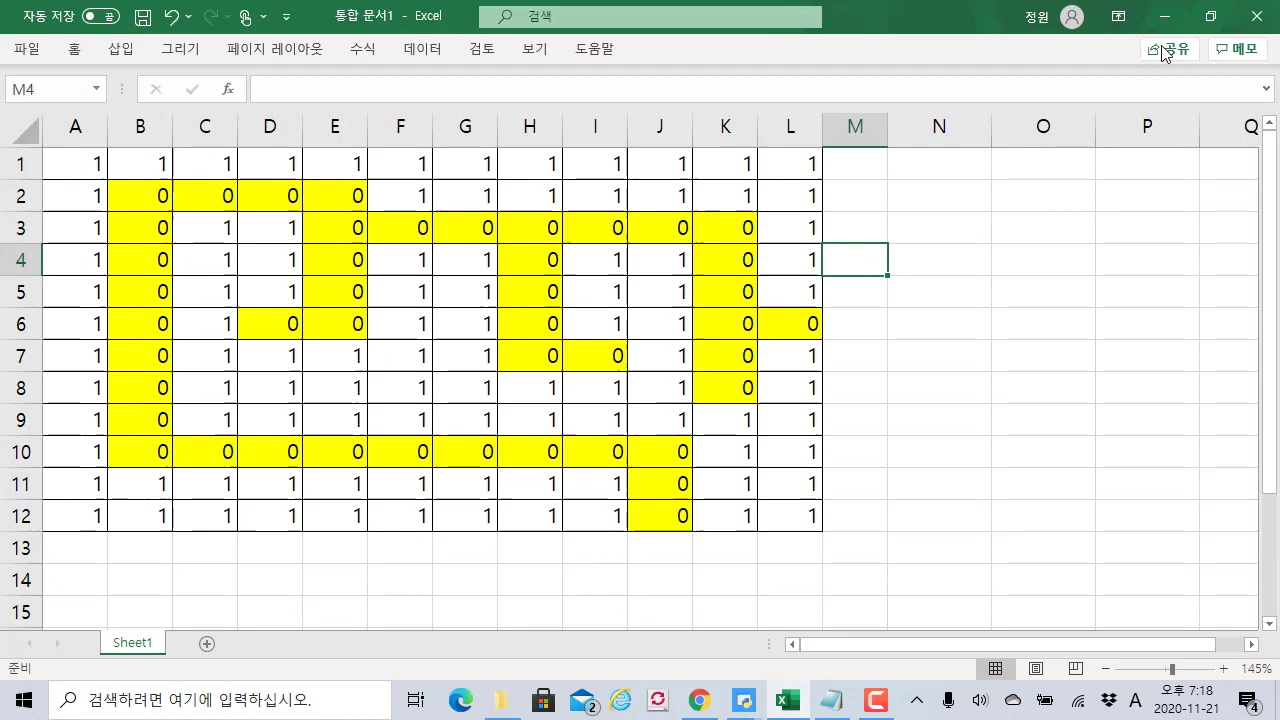 자동 저장 끔 통합 문서1 - Excel 검색 정원
파일 홈 삽입 그리기 페이지 레이아웃 수식 데이터 검토 보기 도움말 공유 메모
M4 fx
A B C D E F G H I J K L M N O P Q
1 1 1 1 1 1 1 1 1 1 1 1 1
2 1 0 0 0 0 1 1 1 1 1 1 1
3 1 0 1 1 0 0 0 0 0 0 0 1
4 1 0 1 1 0 1 1 0 1 1 0 1
5 1 0 1 1 0 1 1 0 1 1 0 1
6 1 0 1 0 0 1 1 0 1 1 0 0
7 1 0 1 1 1 1 1 0 0 1 0 1
8 1 0 1 1 1 1 1 1 1 1 0 1
9 1 0 1 1 1 1 1 1 1 1 1 1
10 1 0 0 0 0 0 0 0 0 0 1 1
11 1 1 1 1 1 1 1 1 1 0 1 1
12 1 1 1 1 1 1 1 1 1 0 1 1
13
14
15
Sheet1
준비 145%
검색하려면 여기에 입력하십시오. 2 A 오후 7:18
2020-11-21 4